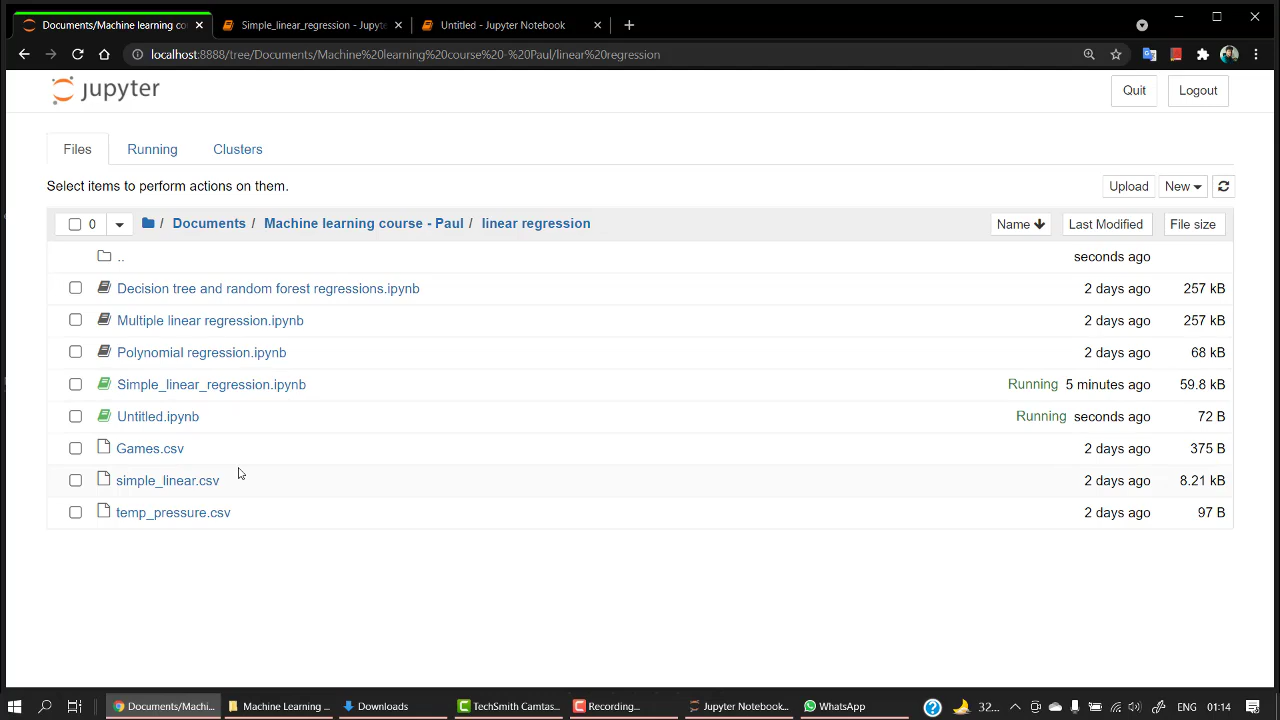 Documents/Machine learning co
Simple_linear_regression - Jupyte
Untitled - Jupyter Notebook
localhost:8888/tree/Documents/Machine%20learning%20course%20-%20Paul/linear%20regression
jupyter
Quit
Logout
Files
Running
Clusters
Select items to perform actions on them.
Upload
New
0
/ Documents / Machine learning course - Paul / linear regression
Name
Last Modified
File size
..
seconds ago
Decision tree and random forest regressions.ipynb
2 days ago
257 kB
Multiple linear regression.ipynb
2 days ago
257 kB
Polynomial regression.ipynb
2 days ago
68 kB
Simple_linear_regression.ipynb
Running 5 minutes ago
59.8 kB
Untitled.ipynb
Running seconds ago
72 B
Games.csv
2 days ago
375 B
simple_linear.csv
2 days ago
8.21 kB
temp_pressure.csv
2 days ago
97 B
Documents/Machi...
Machine Learning ...
Downloads
TechSmith Camtas...
Recording...
Jupyter Notebook...
WhatsApp
32...
ENG
01:14